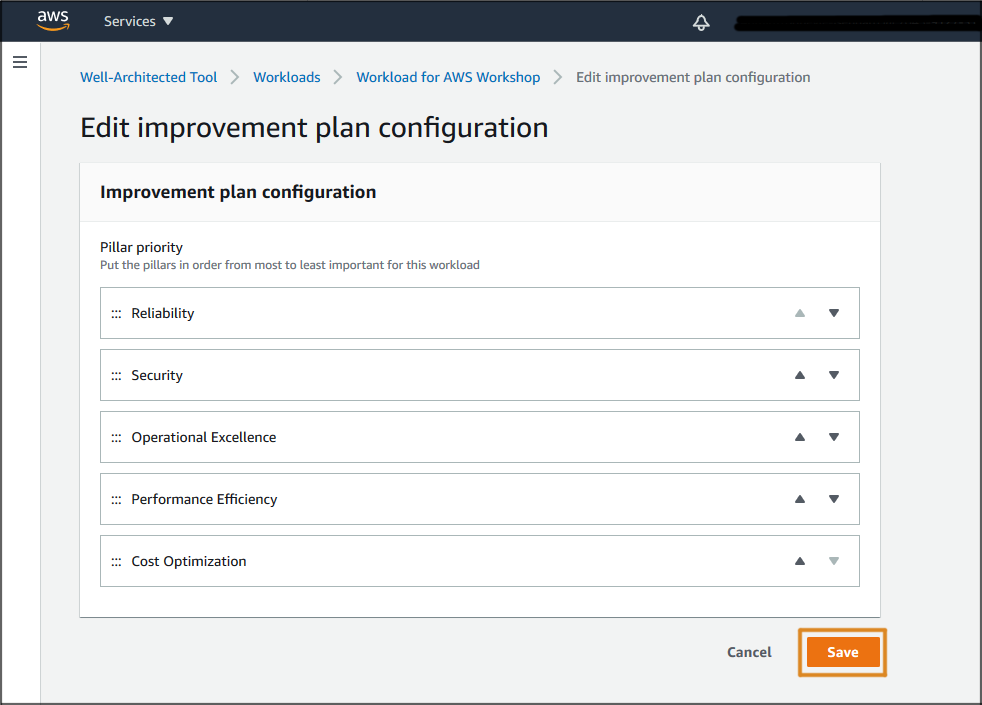 aws Services
Well-Architected Tool Workloads Workload for AWS Workshop Edit improvement plan configuration
Edit improvement plan configuration
Improvement plan configuration
Pillar priority
Put the pillars in order from most to least important for this workload
Reliability
Security
Operational Excellence
Performance Efficiency
Cost Optimization
Cancel Save